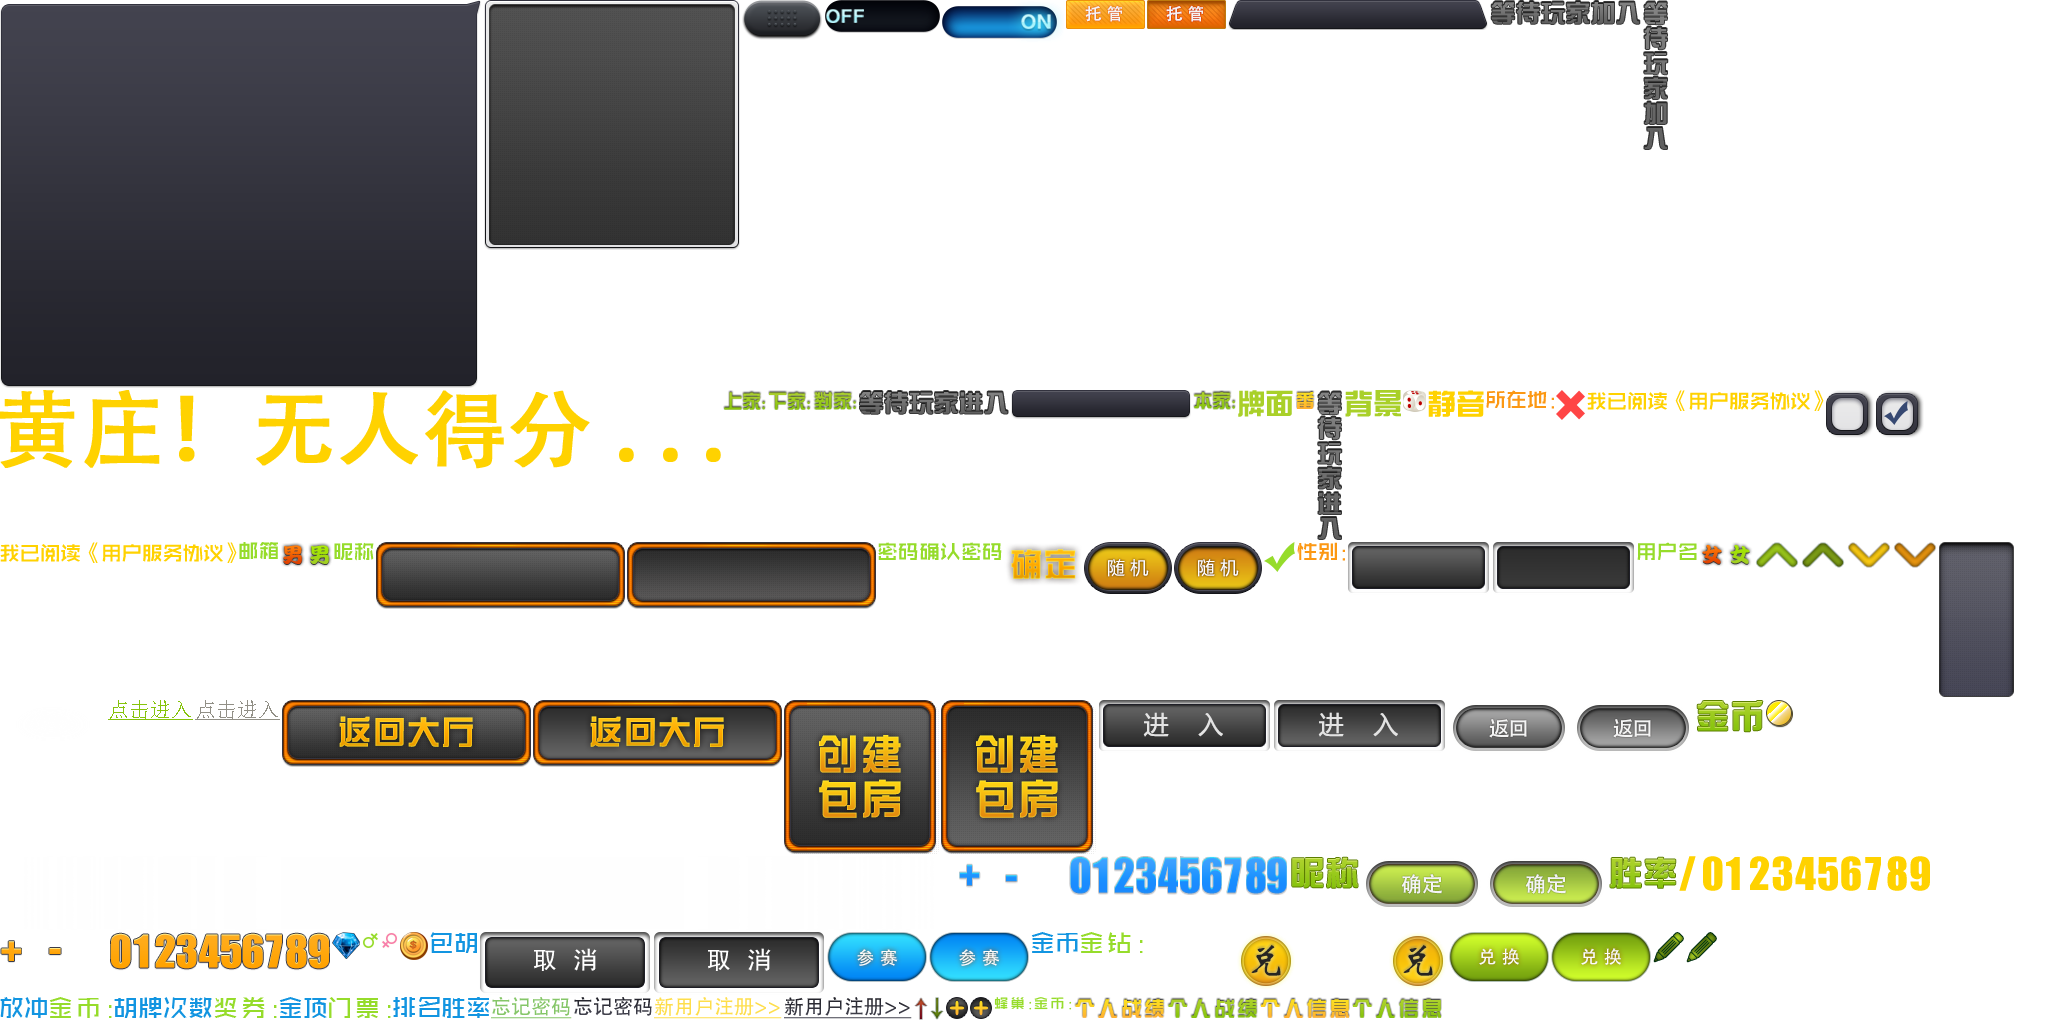 OFF ON 托管 托管 等待玩家加入
等待玩家加入
黄庄！无人得分... 上家: 下家: 对家: 等待玩家进入 本家: 牌面 番 背景 静音 所在地: 我已阅读《用户服务协议》
等待玩家进入
我已阅读《用户服务协议》 邮箱 男 男 昵称 密码 确认密码 确定 随机 随机 性别: 用户名 女 女
点击进入 点击进入 返回大厅 返回大厅 创建包房 创建包房 进入 进入 返回 返回 金币
+ - 0123456789 昵称 确定 确定 胜率 /0123456789
+ - 0123456789 包胡 取消 取消 参赛 参赛 金币 金钻: 兑 兑 兑换 兑换
放冲 金币: 胡牌次数 奖券: 金顶 门票: 排名 胜率 忘记密码 忘记密码 新用户注册>> 新用户注册>> 蜂巢: 金币: 个人战绩 个人战绩 个人信息 个人信息